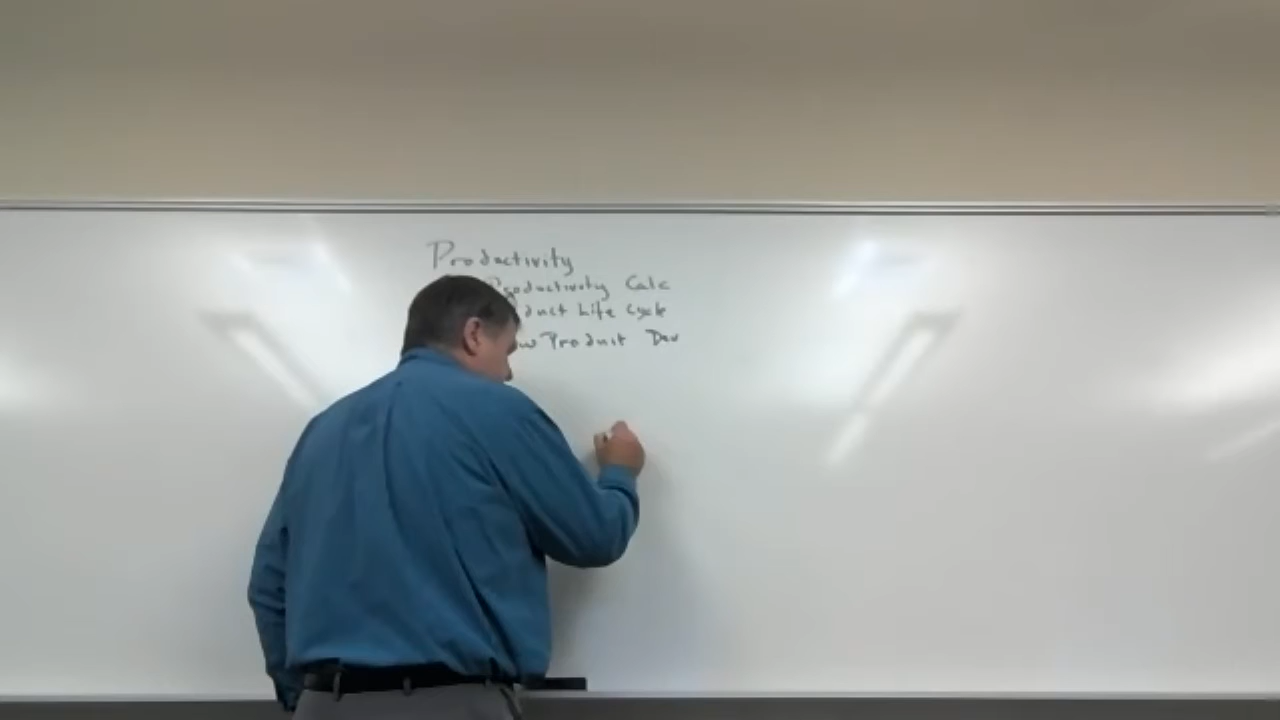 Productivity
Productivity Calc
duct Life Cycle
w Product Dev